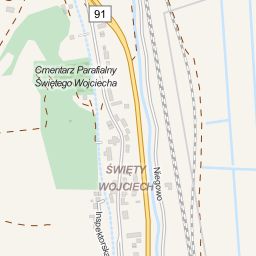 91
Cmentarz Parafialny
Świętego Wojciecha
ŚWIĘTY
WOJCIECH
Niegowo
Inspektorska